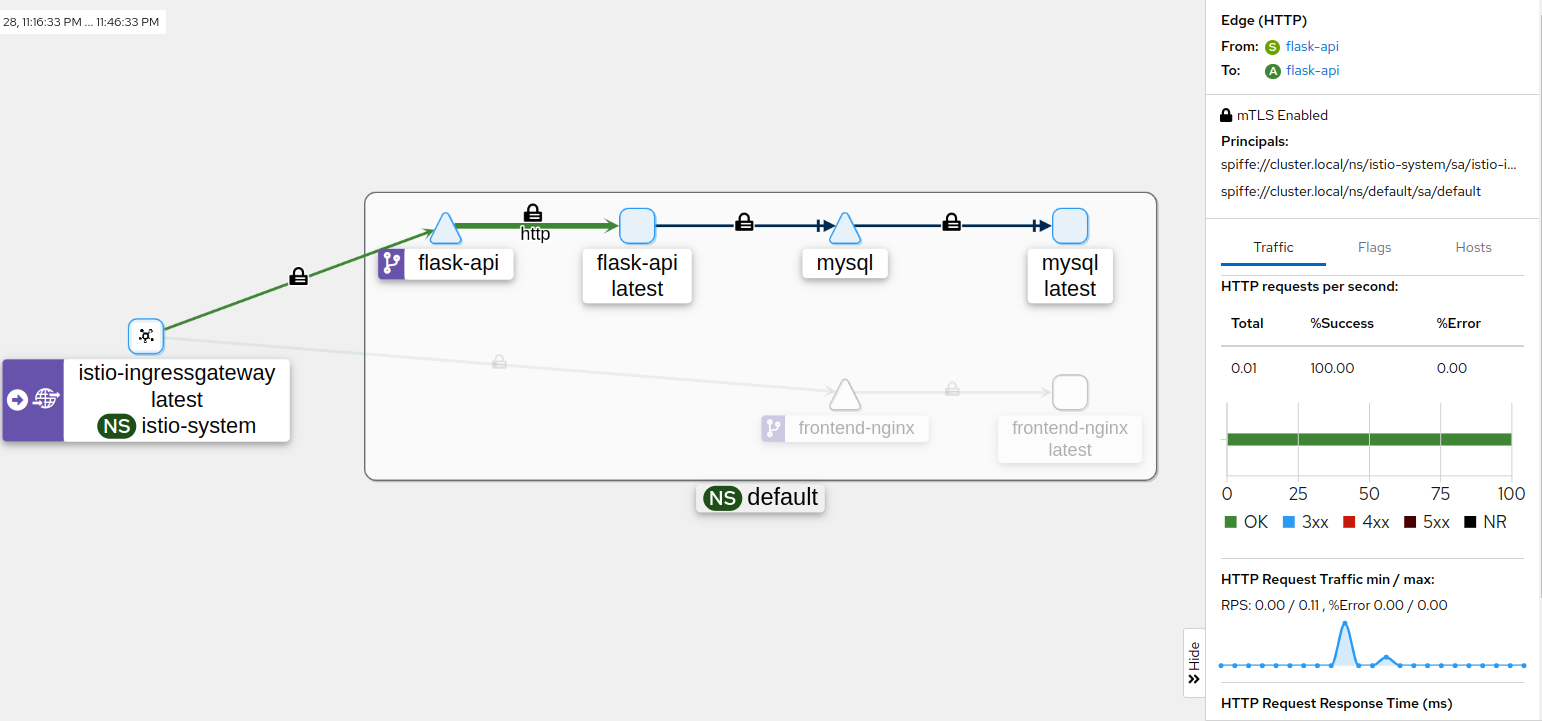 28, 11:16:33 PM ... 11:46:33 PM
http
flask-api
flask-api
latest
mysql
mysql
latest
istio-ingressgateway
latest
NS istio-system
frontend-nginx
frontend-nginx
latest
NS default
Hide
Edge (HTTP)
From: S flask-api
To: A flask-api
mTLS Enabled
Principals:
spiffe://cluster.local/ns/istio-system/sa/istio-i...
spiffe://cluster.local/ns/default/sa/default
Traffic Flags Hosts
HTTP requests per second:
Total %Success %Error
0.01 100.00 0.00
0 25 50 75 100
OK 3xx 4xx 5xx NR
HTTP Request Traffic min / max:
RPS: 0.00 / 0.11 , %Error 0.00 / 0.00
HTTP Request Response Time (ms)